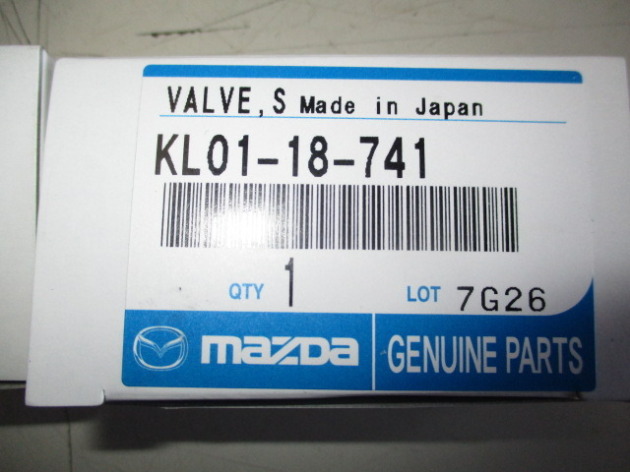 VALVE,S Made in Japan
KL01-18-741
QTY 1 LOT 7G26
mazda GENUINE PARTS